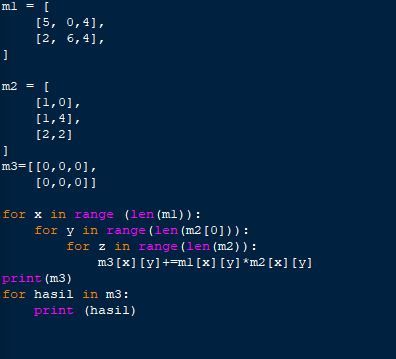 m1 = [
    [5, 0,4],
    [2, 6,4],
]

m2 = [
    [1,0],
    [1,4],
    [2,2]
]
m3=[[0,0,0],
    [0,0,0]]

for x in range (len(m1)):
    for y in range(len(m2[0])):
        for z in range(len(m2)):
            m3[x][y]+=m1[x][y]*m2[x][y]
print(m3)
for hasil in m3:
    print (hasil)